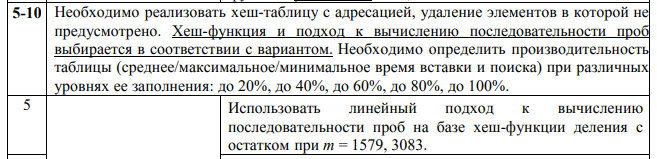 5-10 Необходимо реализовать хеш-таблицу с адресацией, удаление элементов в которой не
предусмотрено. Хеш-функция и подход к вычислению последовательности проб
выбирается в соответствии с вариантом. Необходимо определить производительность
таблицы (среднее/максимальное/минимальное время вставки и поиска) при различных
уровнях ее заполнения: до 20%, до 40%, до 60%, до 80%, до 100%.
5 Использовать линейный подход к вычислению
последовательности проб на базе хеш-функции деления с
остатком при m = 1579, 3083.